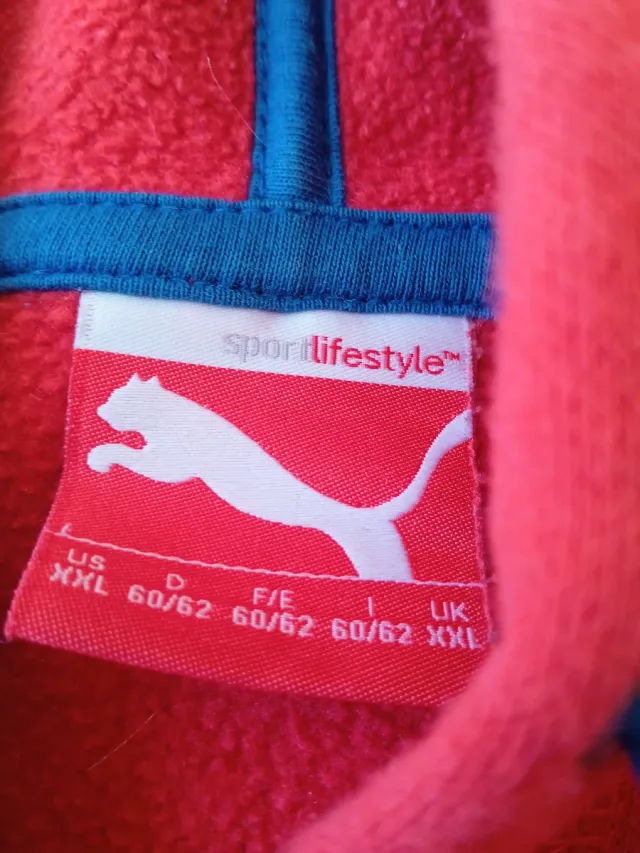 sportlifestyle™
US D F/E I UK
XXL 60/62 60/62 60/62 XXL